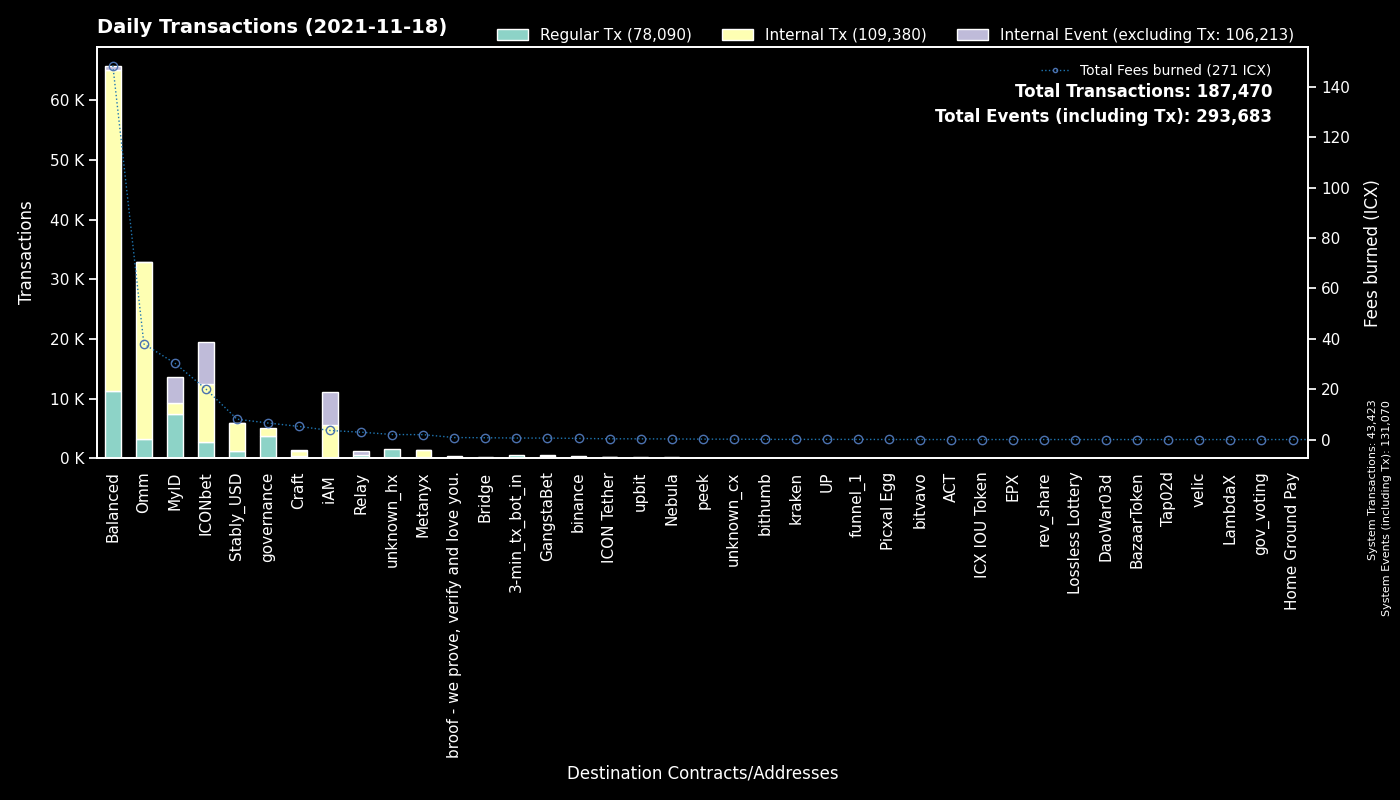 Daily Transactions (2021-11-18)
Regular Tx (78,090)
Internal Tx (109,380)
Internal Event (excluding Tx: 106,213)
Total Fees burned (271 ICX)
Total Transactions: 187,470
Total Events (including Tx): 293,683
Transactions
60 K
50 K
40 K
30 K
20 K
10 K
0 K
140
120
100
80
60
40
20
0
Fees burned (ICX)
System Transactions: 43,423
System Events (including Tx): 131,070
Balanced
Omm
MyID
ICONbet
Stably_USD
governance
Craft
iAM
Relay
unknown_hx
Metanyx
broof - we prove, verify and love you.
Bridge
3-min_tx_bot_in
GangstaBet
binance
ICON Tether
upbit
Nebula
peek
unknown_cx
bithumb
kraken
UP
funnel_1
Picxal Egg
bitvavo
ACT
ICX IOU Token
EPX
rev_share
Lossless Lottery
DaoWar03d
BazaarToken
Tap02d
velic
LambdaX
gov_voting
Home Ground Pay
Destination Contracts/Addresses